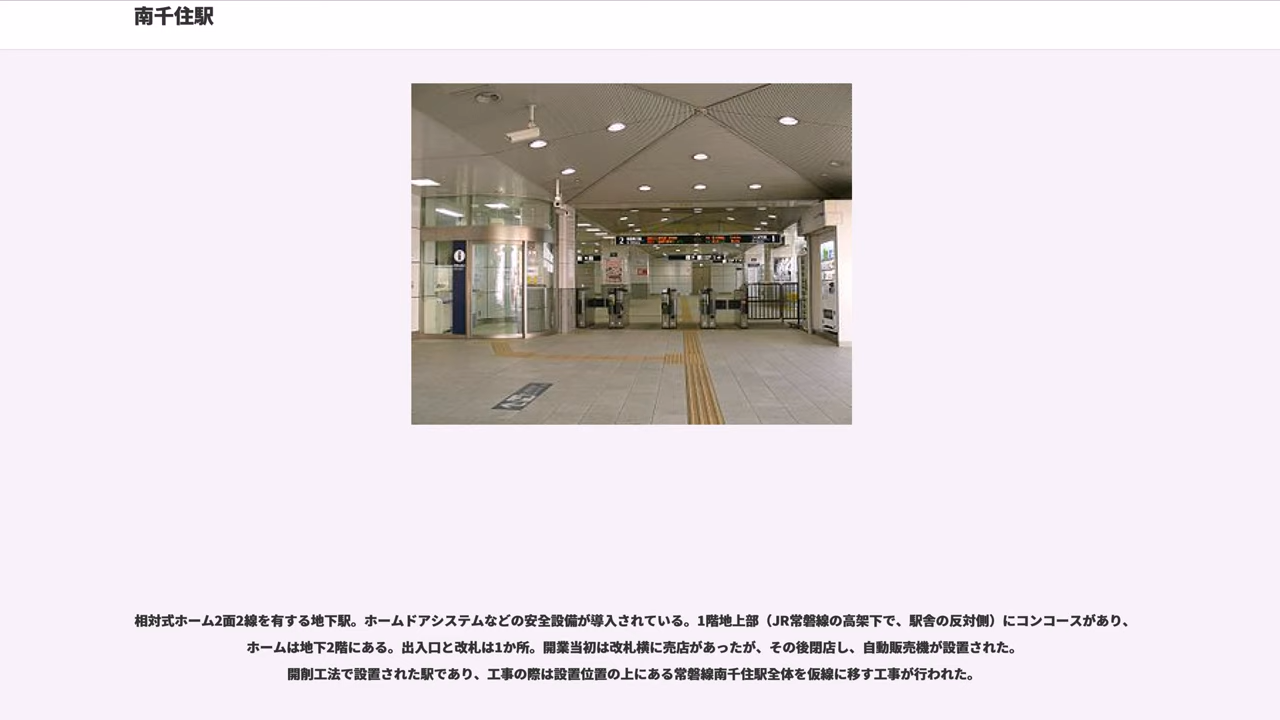 南千住駅
2
1
相対式ホーム2面2線を有する地下駅。ホームドアシステムなどの安全設備が導入されている。1階地上部（JR常磐線の高架下で、駅舎の反対側）にコンコースがあり、
ホームは地下2階にある。出入口と改札は1か所。開業当初は改札横に売店があったが、その後閉店し、自動販売機が設置された。
開削工法で設置された駅であり、工事の際は設置位置の上にある常磐線南千住駅全体を仮線に移す工事が行われた。